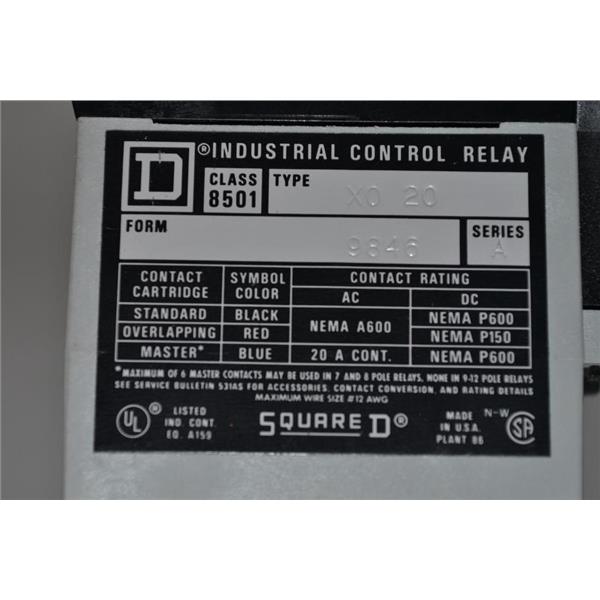 D ® INDUSTRIAL CONTROL RELAY
CLASS 8501 TYPE XO 20
FORM 9846 SERIES A
CONTACT CARTRIDGE SYMBOL COLOR CONTACT RATING
AC DC
STANDARD BLACK NEMA A600 NEMA P600
OVERLAPPING RED NEMA P150
MASTER* BLUE 20 A CONT. NEMA P600
*MAXIMUM OF 6 MASTER CONTACTS MAY BE USED IN 7 AND 8 POLE RELAYS, NONE IN 9-12 POLE RELAYS
SEE SERVICE BULLETIN 531AS FOR ACCESSORIES, CONTACT CONVERSION, AND RATING DETAILS
MAXIMUM WIRE SIZE #12 AWG
UL ® LISTED IND. CONT. EQ. A159
SQUARE D ®
MADE IN U.S.A. PLANT 86
N-W
SA